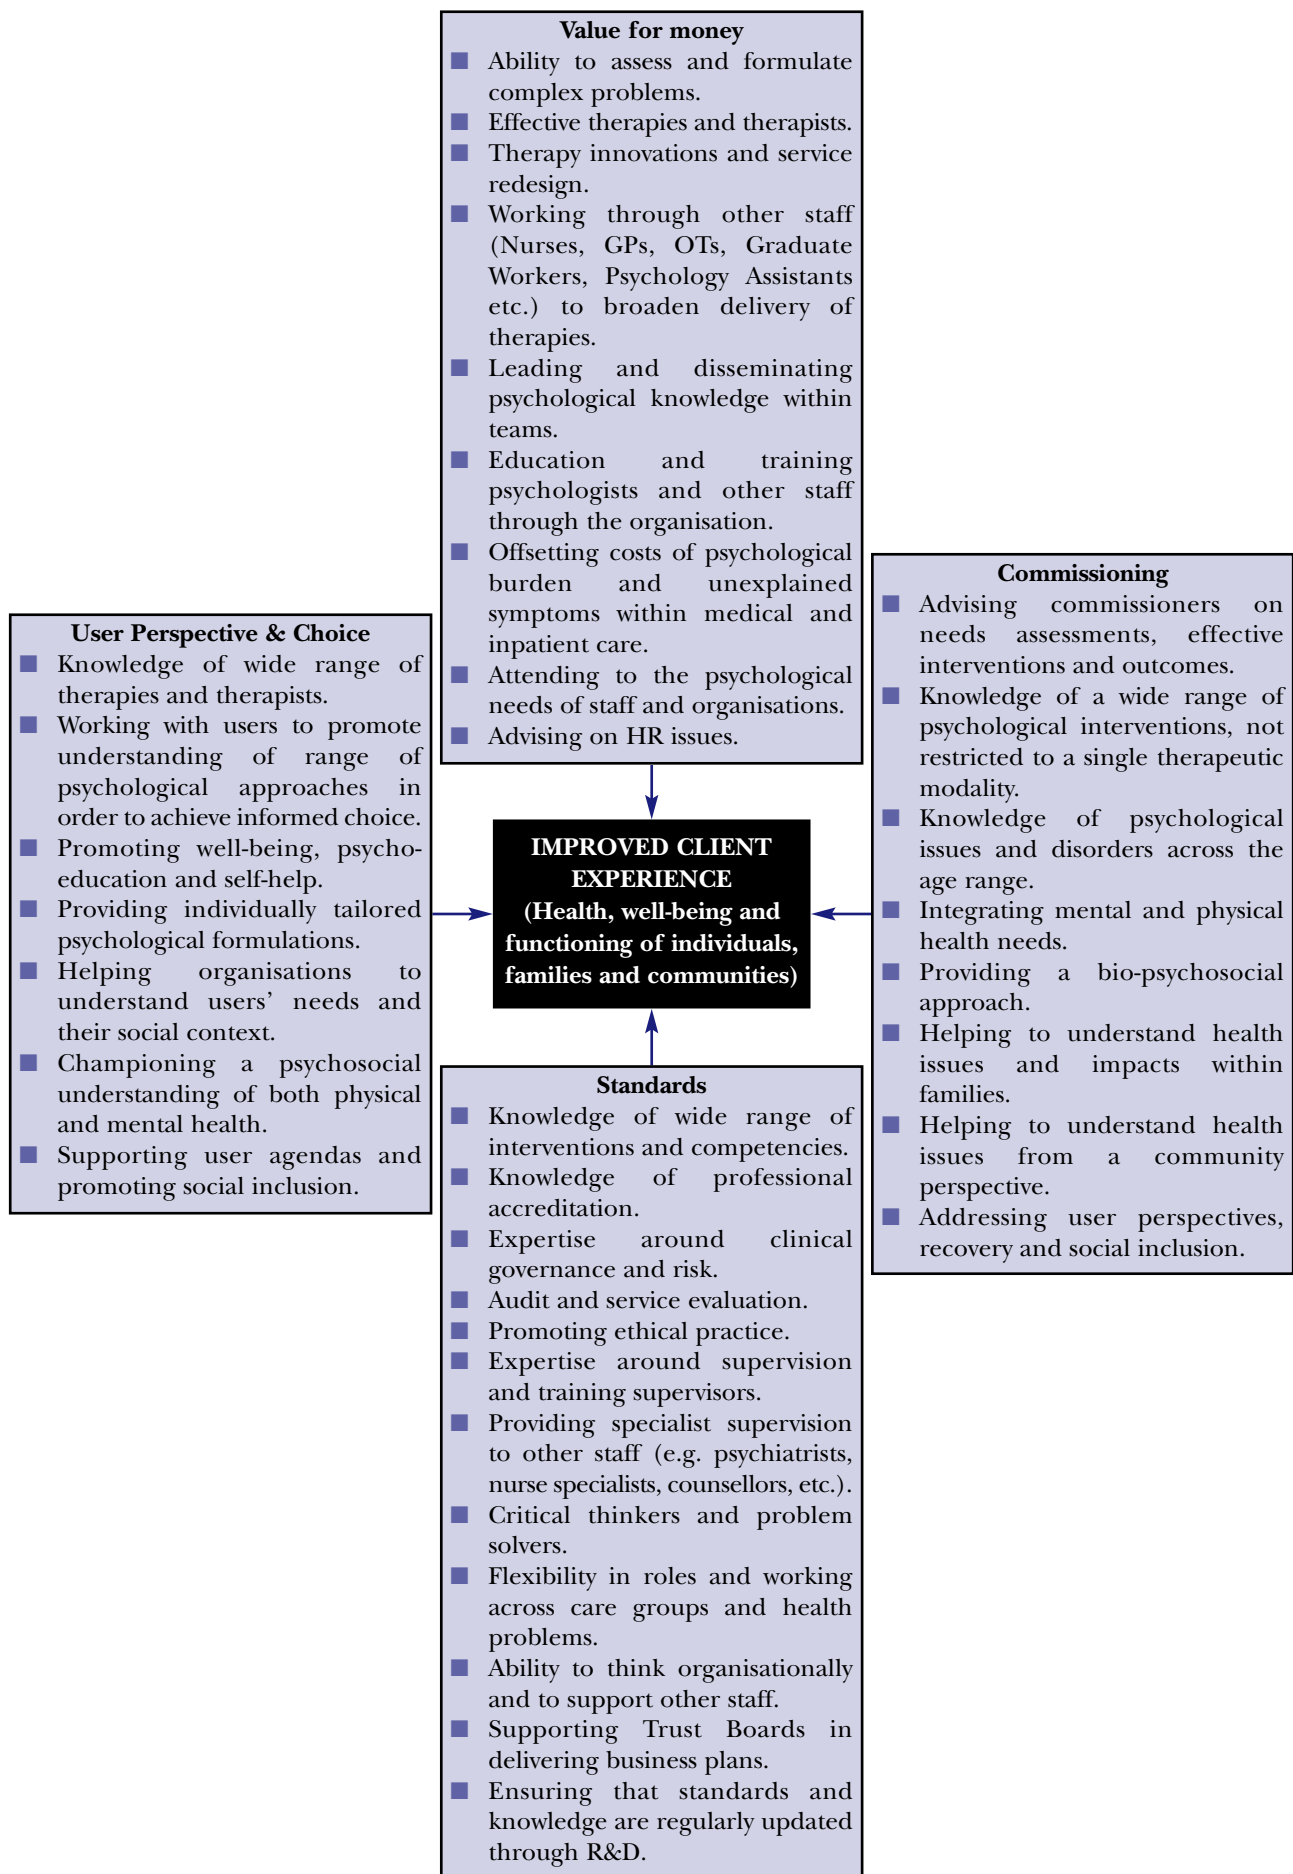 Value for money
■ Ability to assess and formulate
complex problems.
■ Effective therapies and therapists.
■ Therapy innovations and service
redesign.
■ Working through other staff
(Nurses, GPs, OTs, Graduate
Workers, Psychology Assistants
etc.) to broaden delivery of
therapies.
■ Leading and disseminating
psychological knowledge within
teams.
■ Education and training
psychologists and other staff
through the organisation.
■ Offsetting costs of psychological
burden and unexplained
symptoms within medical and
inpatient care.
■ Attending to the psychological
needs of staff and organisations.
■ Advising on HR issues.
User Perspective & Choice
■ Knowledge of wide range of
therapies and therapists.
■ Working with users to promote
understanding of range of
psychological approaches in
order to achieve informed choice.
■ Promoting well-being, psycho-
education and self-help.
■ Providing individually tailored
psychological formulations.
■ Helping organisations to
understand users’ needs and
their social context.
■ Championing a psychosocial
understanding of both physical
and mental health.
■ Supporting user agendas and
promoting social inclusion.
IMPROVED CLIENT
EXPERIENCE
(Health, well-being and
functioning of individuals,
families and communities)
Commissioning
■ Advising commissioners on
needs assessments, effective
interventions and outcomes.
■ Knowledge of a wide range of
psychological interventions, not
restricted to a single therapeutic
modality.
■ Knowledge of psychological
issues and disorders across the
age range.
■ Integrating mental and physical
health needs.
■ Providing a bio-psychosocial
approach.
■ Helping to understand health
issues and impacts within
families.
■ Helping to understand health
issues from a community
perspective.
■ Addressing user perspectives,
recovery and social inclusion.
Standards
■ Knowledge of wide range of
interventions and competencies.
■ Knowledge of professional
accreditation.
■ Expertise around clinical
governance and risk.
■ Audit and service evaluation.
■ Promoting ethical practice.
■ Expertise around supervision
and training supervisors.
■ Providing specialist supervision
to other staff (e.g. psychiatrists,
nurse specialists, counsellors, etc.).
■ Critical thinkers and problem
solvers.
■ Flexibility in roles and working
across care groups and health
problems.
■ Ability to think organisationally
and to support other staff.
■ Supporting Trust Boards in
delivering business plans.
■ Ensuring that standards and
knowledge are regularly updated
through R&D.